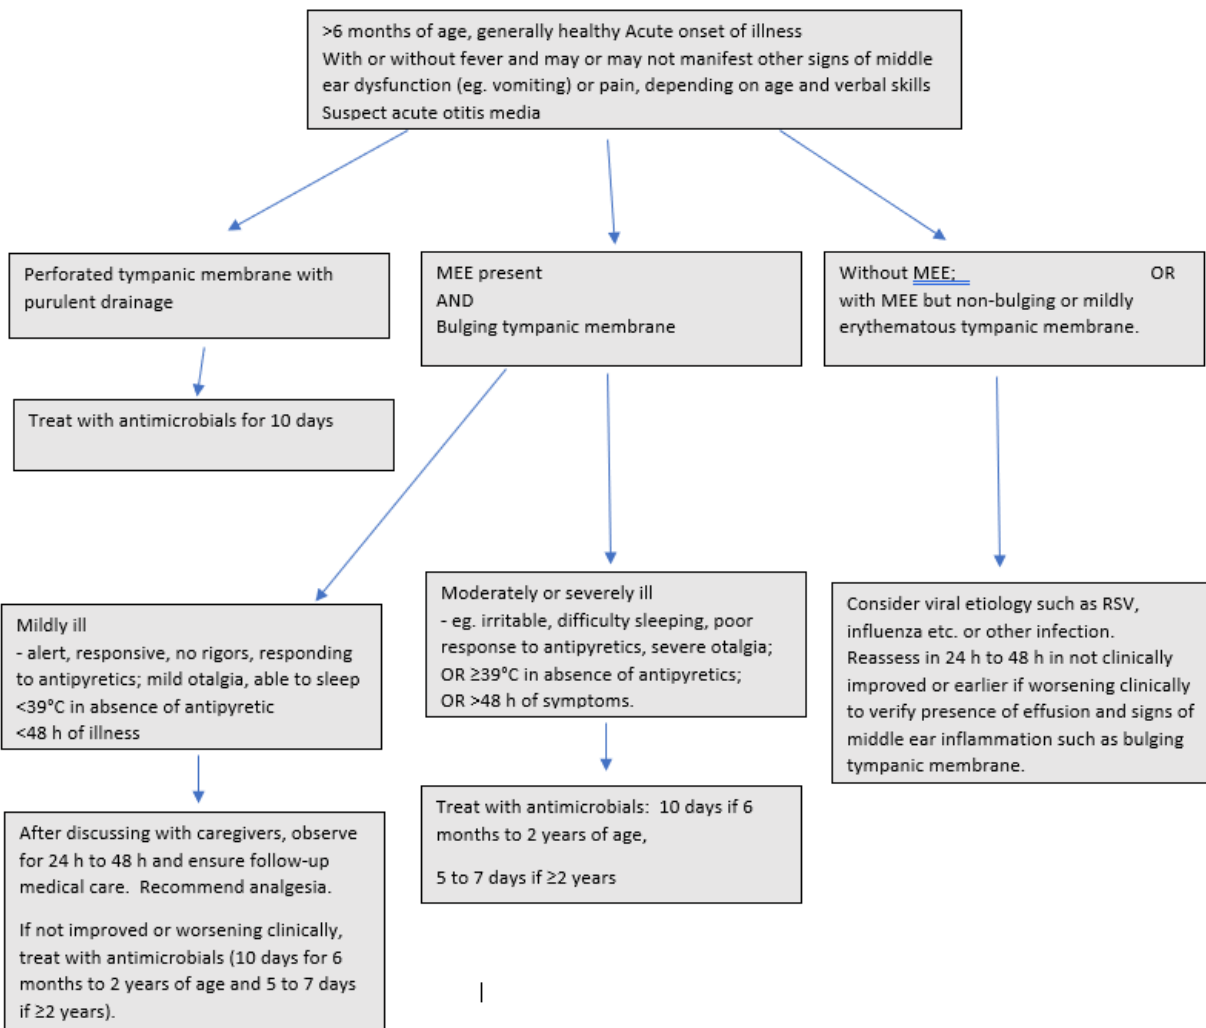 >6 months of age, generally healthy Acute onset of illness
With or without fever and may or may not manifest other signs of middle
ear dysfunction (eg. vomiting) or pain, depending on age and verbal skills
Suspect acute otitis media
Perforated tympanic membrane with
purulent drainage
MEE present
AND
Bulging tympanic membrane
Without MEE; OR
with MEE but non-bulging or mildly
erythematous tympanic membrane.
Treat with antimicrobials for 10 days
Mildly ill
- alert, responsive, no rigors, responding
to antipyretics; mild otalgia, able to sleep
<39°C in absence of antipyretic
<48 h of illness
Moderately or severely ill
- eg. irritable, difficulty sleeping, poor
response to antipyretics, severe otalgia;
OR ≥39°C in absence of antipyretics;
OR >48 h of symptoms.
Consider viral etiology such as RSV,
influenza etc. or other infection.
Reassess in 24 h to 48 h in not clinically
improved or earlier if worsening clinically
to verify presence of effusion and signs of
middle ear inflammation such as bulging
tympanic membrane.
After discussing with caregivers, observe
for 24 h to 48 h and ensure follow-up
medical care. Recommend analgesia.
If not improved or worsening clinically,
treat with antimicrobials (10 days for 6
months to 2 years of age and 5 to 7 days
if ≥2 years).
Treat with antimicrobials: 10 days if 6
months to 2 years of age,
5 to 7 days if ≥2 years